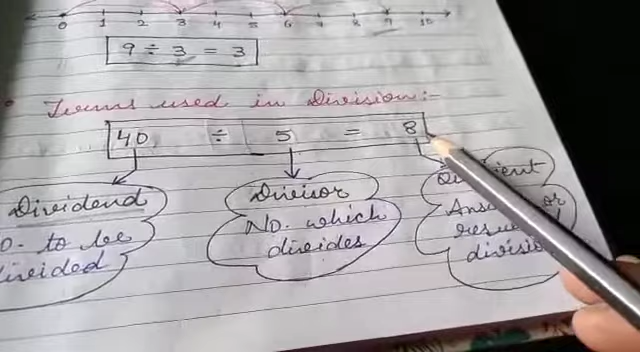 0 1 2 3 4 5 6 7 8 9 10
9 ÷ 3 = 3
Terms used in Division:-
40 ÷ 5 = 8
Dividend
to be
divided
Divisor
No. which
divides
or